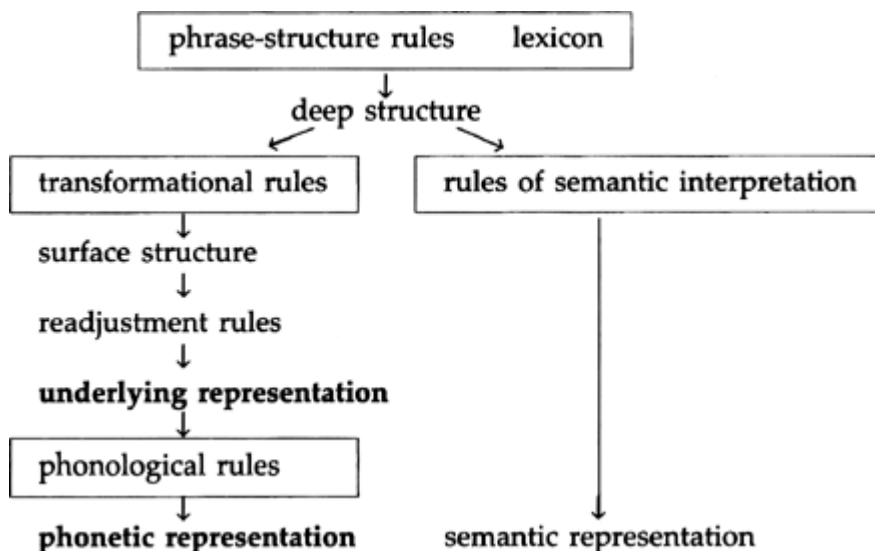 phrase-structure rules lexicon
deep structure
transformational rules
rules of semantic interpretation
surface structure
readjustment rules
underlying representation
phonological rules
phonetic representation
semantic representation